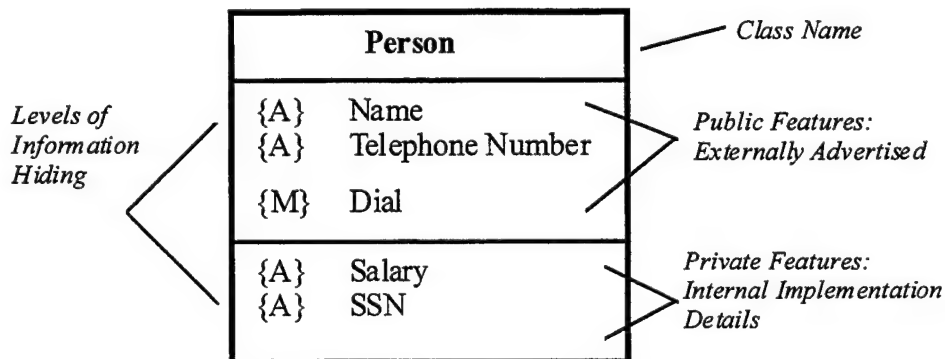 Person
Class Name
Levels of
Information
Hiding
{A} Name
{A} Telephone Number
{M} Dial
Public Features:
Externally Advertised
{A} Salary
{A} SSN
Private Features:
Internal Implementation
Details